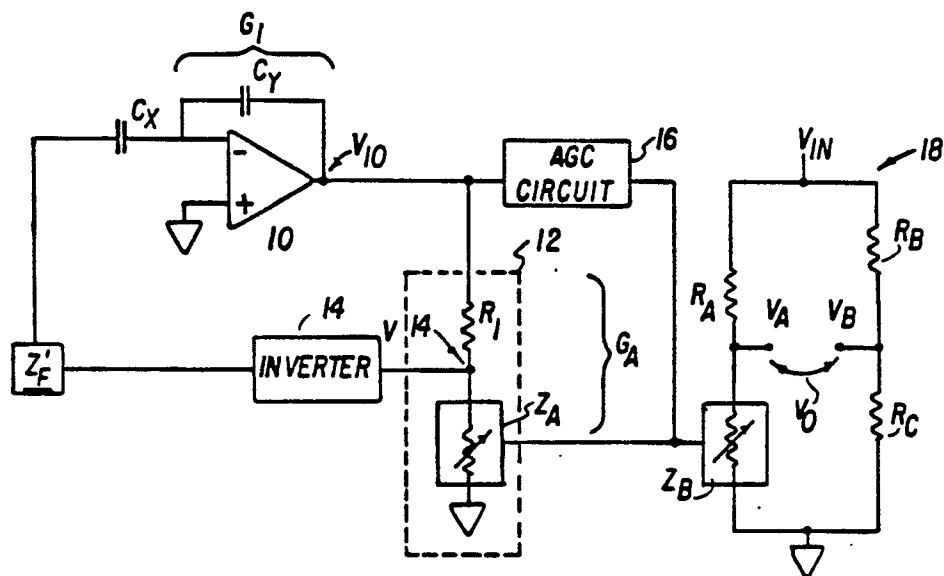 G1
CY
CX
-
+
V10
10
AGC
CIRCUIT
16
VIN
18
12
RB
RA
VA
VB
14
V 14
R1
GA
INVERTER
Z'F
ZA
VO
RC
ZB